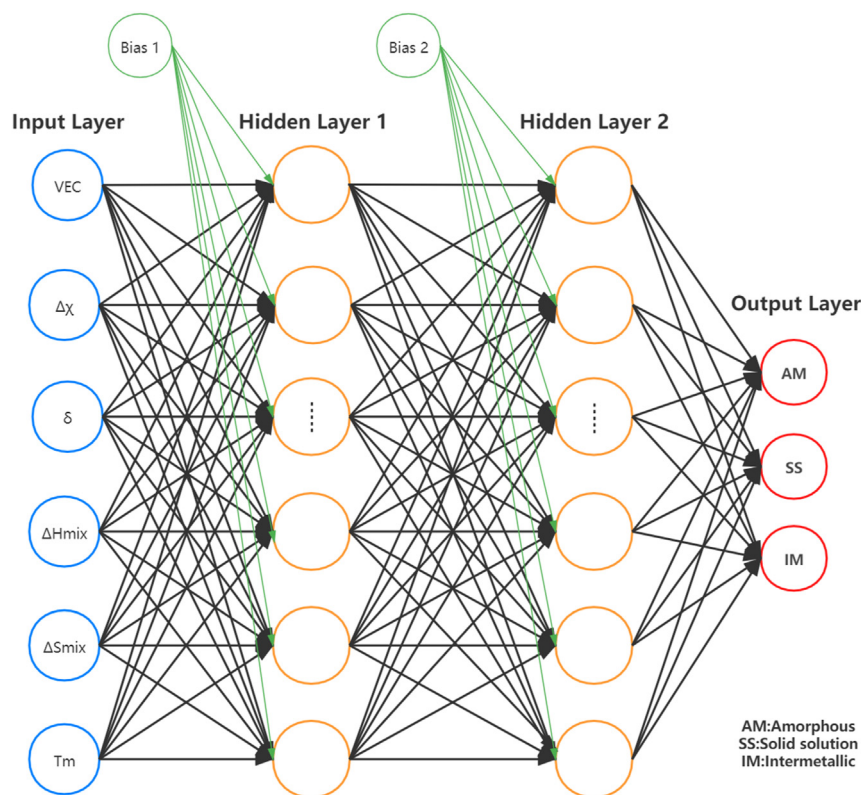 Bias 1
Bias 2
Input Layer
Hidden Layer 1
Hidden Layer 2
VEC
Δχ
Output Layer
AM
δ
SS
ΔHmix
IM
ΔSmix
AM:Amorphous
SS:Solid solution
IM:Intermetallic
Tm